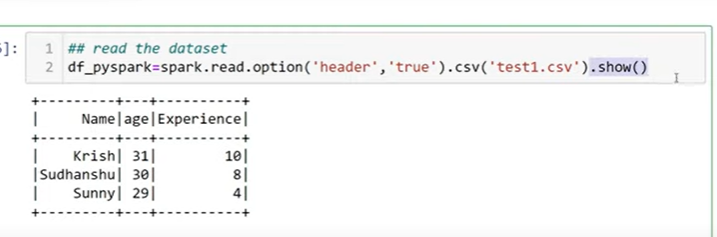 5]:
1 ## read the dataset
2 df_pyspark=spark.read.option('header','true').csv('test1.csv').show()
+---------+---+----------+
|     Name|age|Experience|
+---------+---+----------+
|    Krish| 31|        10|
|Sudhanshu| 30|         8|
|    Sunny| 29|         4|
+---------+---+----------+